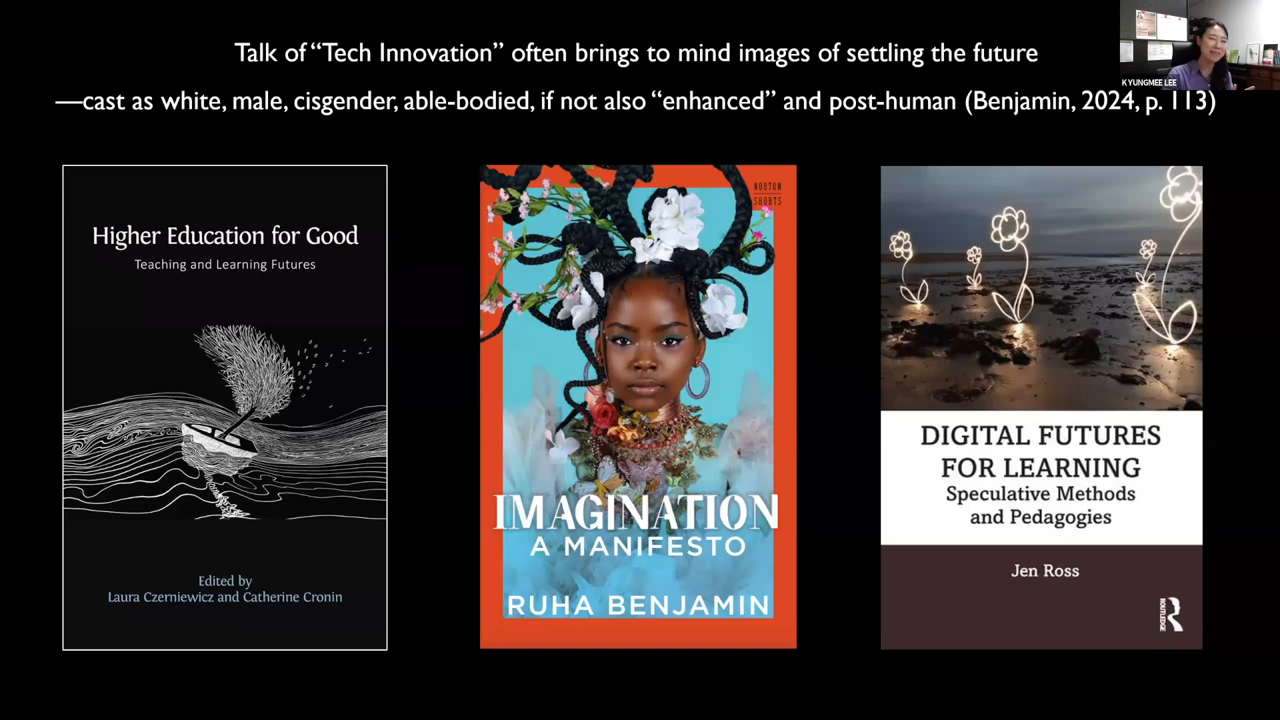 Talk of “Tech Innovation” often brings to mind images of settling the future
—cast as white, male, cisgender, able-bodied, if not also “enhanced” and post-human (Benjamin, 2024, p. 113)
KYUNGMEE LEE
Higher Education for Good
Teaching and Learning Futures
Edited by
Laura Czerniewicz and Catherine Cronin
NORTON
SHORTS
IMAGINATION
A MANIFESTO
RUHA BENJAMIN
DIGITAL FUTURES
FOR LEARNING
Speculative Methods
and Pedagogies
Jen Ross
ROUTLEDGE